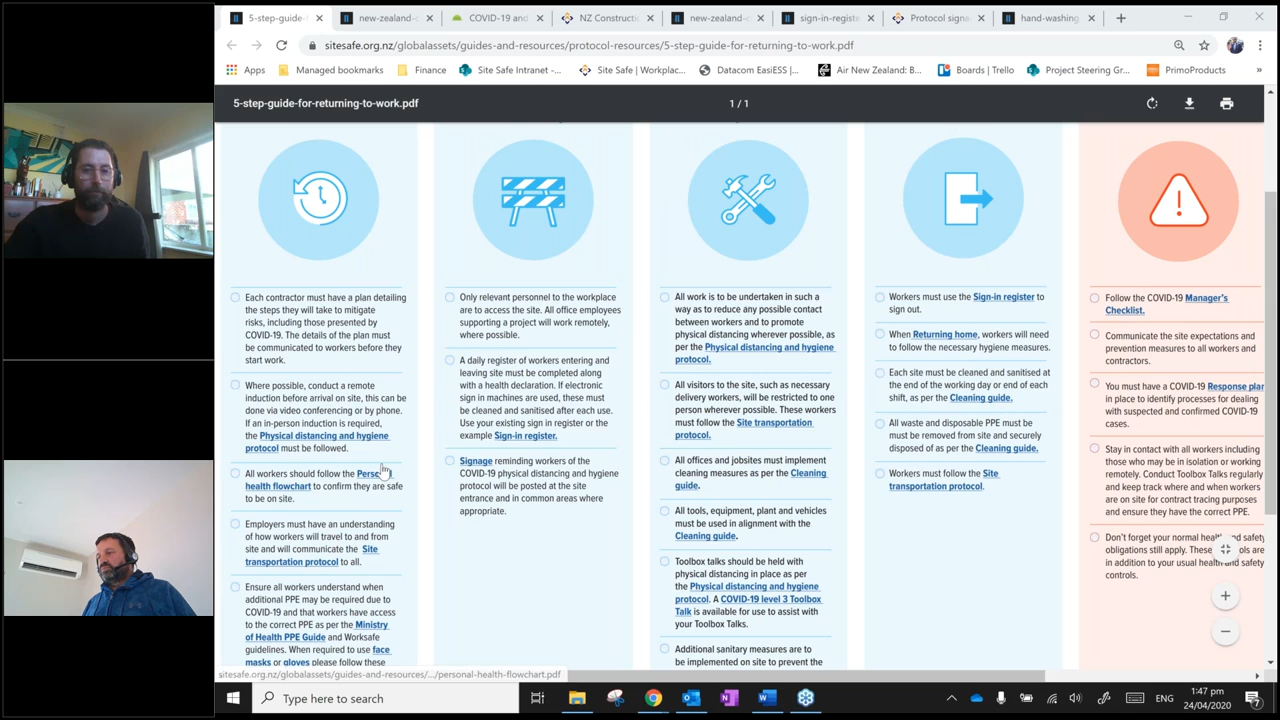 5-step-guide-
new-zealand-c
COVID-19 and
NZ Constructi
new-zealand-c
sign-in-registe
Protocol signa
hand-washing
sitesafe.org.nz/globalassets/guides-and-resources/protocol-resources/5-step-guide-for-returning-to-work.pdf
Apps
Managed bookmarks
Finance
Site Safe Intranet -...
Site Safe | Workplac...
Datacom EasiESS |...
Air New Zealand: B...
Boards | Trello
Project Steering Gr...
PrimoProducts
»
5-step-guide-for-returning-to-work.pdf
1 / 1
Each contractor must have a plan detailing
the steps they will take to mitigate
risks, including those presented by
COVID-19. The details of the plan must
be communicated to workers before they
start work.
Where possible, conduct a remote
induction before arrival on site, this can be
done via video conferencing or by phone.
If an in-person induction is required,
the Physical distancing and hygiene
protocol must be followed.
All workers should follow the
health flowchart to confirm they are safe
to be on site.
Employers must have an understanding
of how workers will travel to and from
site and will communicate the Site
transportation protocol to all.
Ensure all workers understand when
additional PPE may be required due to
COVID-19 and that workers have access
to the correct PPE as per the Ministry
of Health PPE Guide and Worksafe
guidelines. When required to use face
masks or gloves please follow these
Only relevant personnel to the workplace
are to access the site. All office employees
supporting a project will work remotely,
where possible.
A daily register of workers entering and
leaving site must be completed along
with a health declaration. If electronic
sign in machines are used, these must
be cleaned and sanitised after each use.
Use your existing sign in register or the
example Sign-in register.
Signage reminding workers of the
COVID-19 physical distancing and hygiene
protocol will be posted at the site
entrance and in common areas where
appropriate.
All work is to be undertaken in such a
way as to reduce any possible contact
between workers and to promote
physical distancing wherever possible, as
per the Physical distancing and hygiene
protocol.
All visitors to the site, such as necessary
delivery workers, will be restricted to one
person wherever possible. These workers
must follow the Site transportation
protocol.
All offices and jobsites must implement
cleaning measures as per the Cleaning
guide.
All tools, equipment, plant and vehicles
must be used in alignment with the
Cleaning guide.
Toolbox talks should be held with
physical distancing in place as per
the Physical distancing and hygiene
protocol. A COVID-19 level 3 Toolbox
Talk is available for use to assist with
your Toolbox Talks.
Additional sanitary measures are to
be implemented on site to prevent the
Workers must use the Sign-in register to
sign out.
When Returning home, workers will need
to follow the necessary hygiene measures.
Each site must be cleaned and sanitised at
the end of the working day or end of each
shift, as per the Cleaning guide.
All waste and disposable PPE must be
must be removed from site and securely
disposed of as per the Cleaning guide.
Workers must follow the Site
transportation protocol.
Follow the COVID-19 Manager's
Checklist.
Communicate the site expectations and
prevention measures to all workers and
contractors.
You must have a COVID-19 Response plan
in place to identify processes for dealing
with suspected and confirmed COVID-19
cases.
Stay in contact with all workers including
those who may be in isolation or working
remotely. Conduct Toolbox Talks regularly
and keep track where and when workers
are on site for contract tracing purposes
and ensure they have the correct PPE.
Don't forget your normal health and safety
obligations still apply. These tools are
in addition to your usual health and safety
controls.
sitesafe.org.nz/globalassets/guides-and-resources/.../personal-health-flowchart.pdf
Type here to search
ENG
1:47 pm
24/04/2020
7